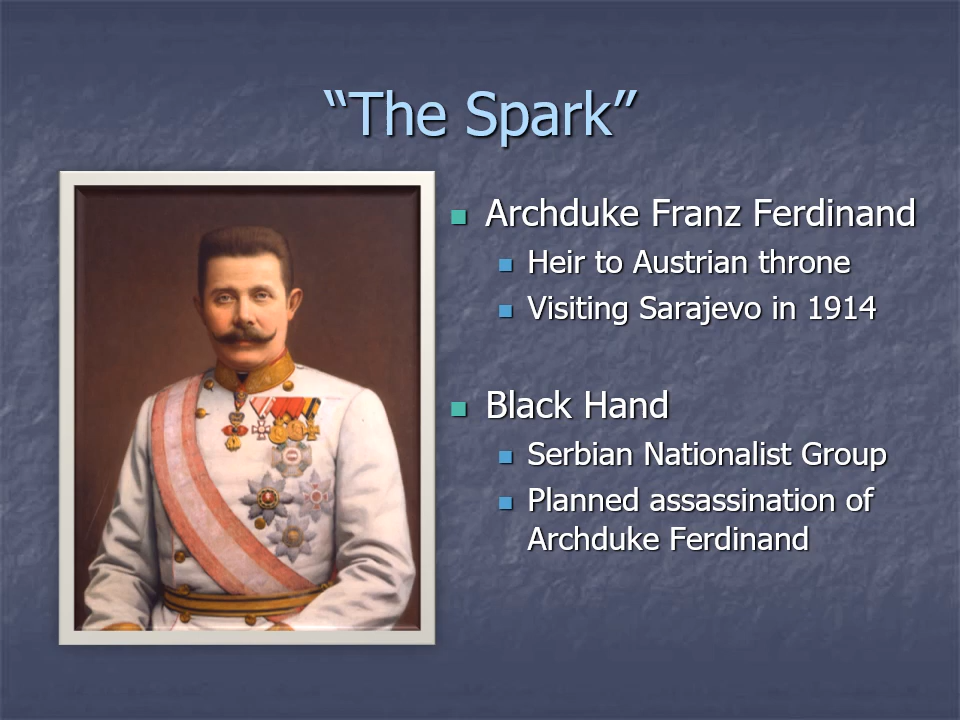 “The Spark”
Archduke Franz Ferdinand
Heir to Austrian throne
Visiting Sarajevo in 1914
Black Hand
Serbian Nationalist Group
Planned assassination of
Archduke Ferdinand